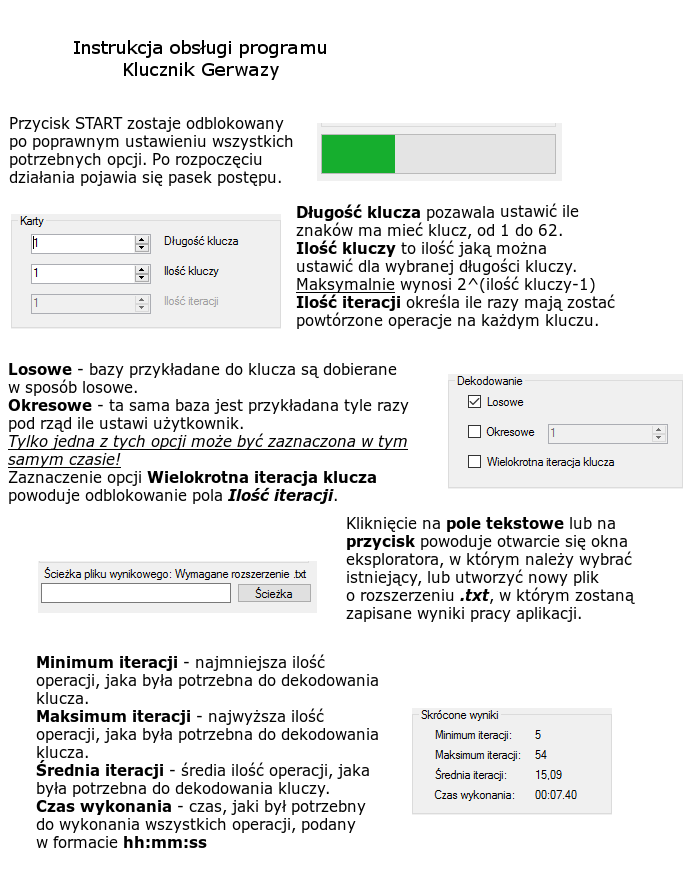 Instrukcja obsługi programu
Klucznik Gerwazy
Przycisk START zostaje odblokowany
po poprawnym ustawieniu wszystkich
potrzebnych opcji. Po rozpoczęciu
działania pojawia się pasek postępu.
Karty
1 Długość klucza
1 Ilość kluczy
1 Ilość iteracji
Długość klucza pozawala ustawić ile
znaków ma mieć klucz, od 1 do 62.
Ilość kluczy to ilość jaką można
ustawić dla wybranej długości kluczy.
Maksymalnie wynosi 2^(ilość kluczy-1)
Ilość iteracji określa ile razy mają zostać
powtórzone operacje na każdym kluczu.
Losowe - bazy przykładane do klucza są dobierane
w sposób losowe.
Okresowe - ta sama baza jest przykładana tyle razy
pod rząd ile ustawi użytkownik.
Tylko jedna z tych opcji może być zaznaczona w tym
samym czasie!
Zaznaczenie opcji Wielokrotna iteracja klucza
powoduje odblokowanie pola Ilość iteracji.
Dekodowanie
Losowe
Okresowe 1
Wielokrotna iteracja klucza
Ścieżka pliku wynikowego: Wymagane rozszerzenie .txt
Ścieżka
Kliknięcie na pole tekstowe lub na
przycisk powoduje otwarcie się okna
eksploratora, w którym należy wybrać
istniejący, lub utworzyć nowy plik
o rozszerzeniu .txt, w którym zostaną
zapisane wyniki pracy aplikacji.
Minimum iteracji - najmniejsza ilość
operacji, jaka była potrzebna do dekodowania
klucza.
Maksimum iteracji - najwyższa ilość
operacji, jaka była potrzebna do dekodowania
klucza.
Średnia iteracji - średia ilość operacji, jaka
była potrzebna do dekodowania kluczy.
Czas wykonania - czas, jaki był potrzebny
do wykonania wszystkich operacji, podany
w formacie hh:mm:ss
Skrócone wyniki
Minimum iteracji: 5
Maksimum iteracji: 54
Średnia iteracji: 15,09
Czas wykonania: 00:07.40